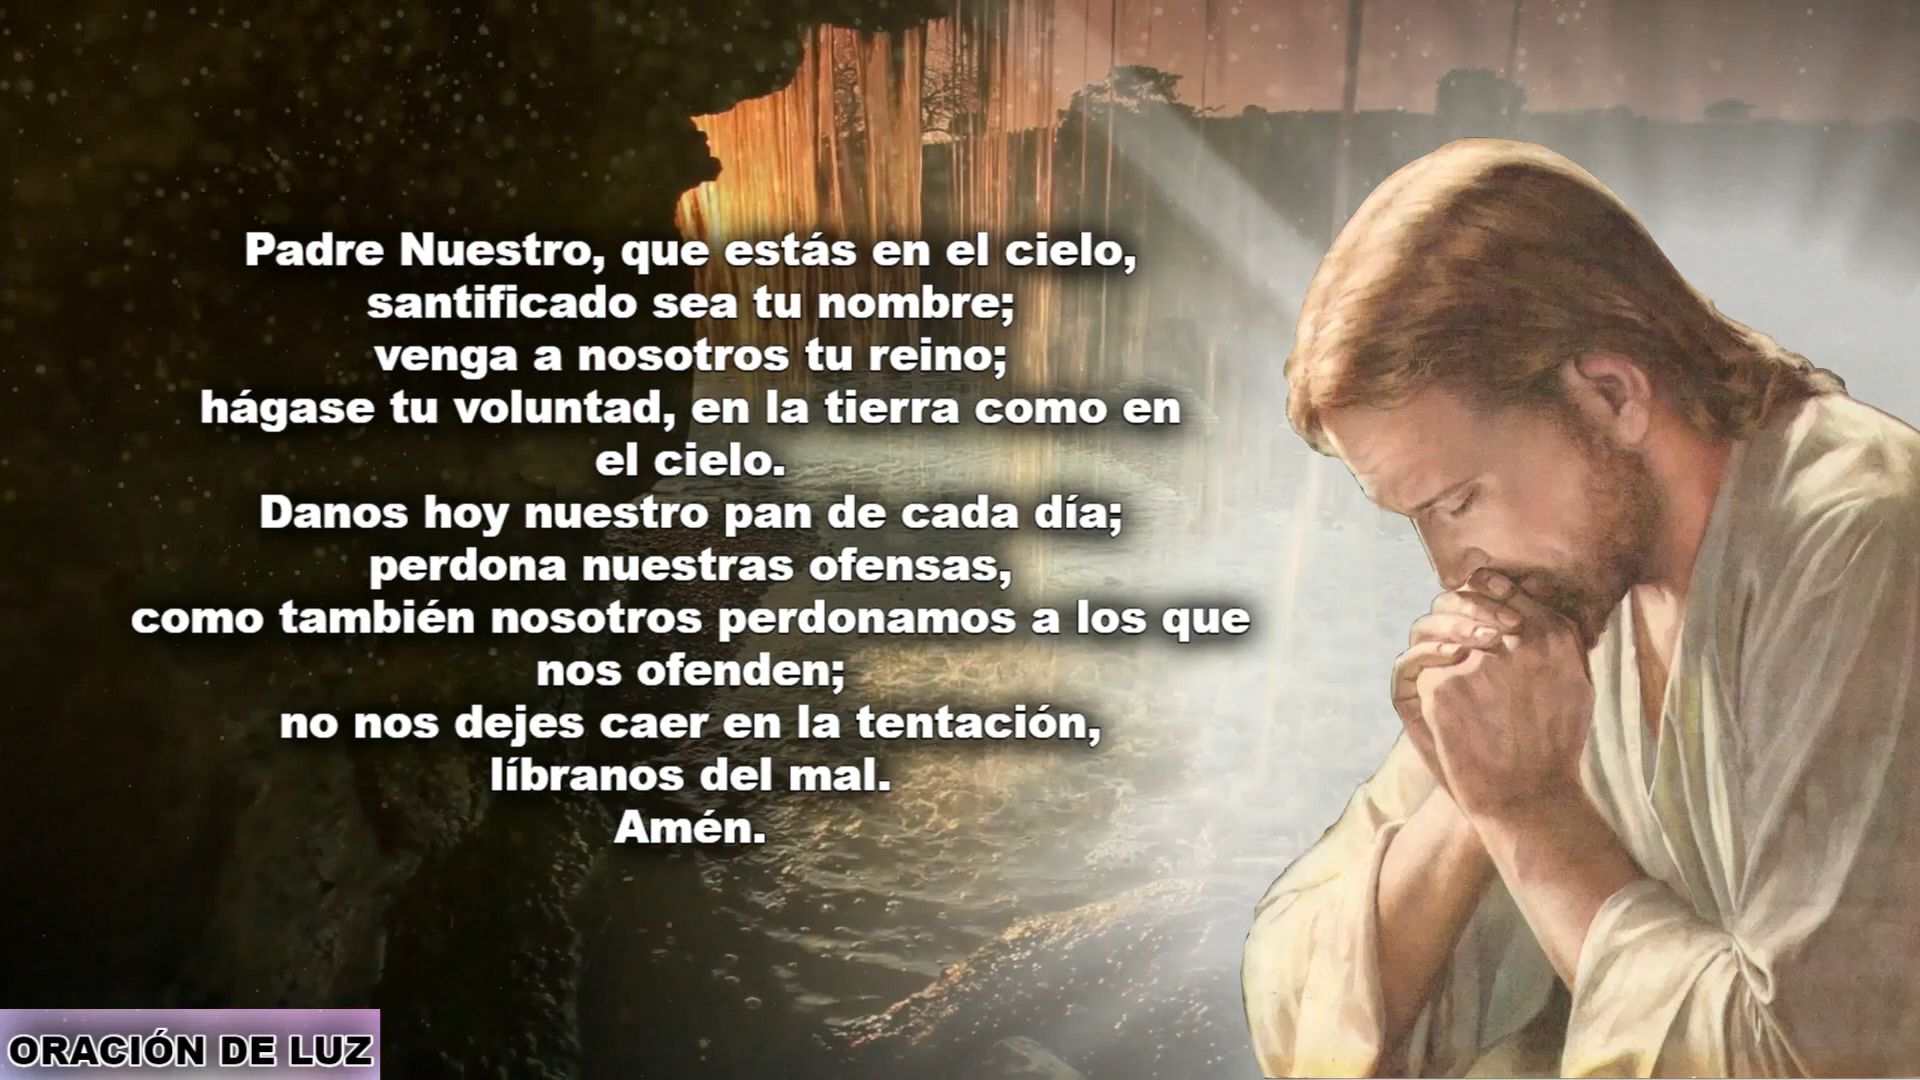 Padre Nuestro, que estás en el cielo,
santificado sea tu nombre;
venga a nosotros tu reino;
hágase tu voluntad, en la tierra como en
el cielo.
Danos hoy nuestro pan de cada día;
perdona nuestras ofensas,
como también nosotros perdonamos a los que
nos ofenden;
no nos dejes caer en la tentación,
líbranos del mal.
Amén.
ORACIÓN DE LUZ